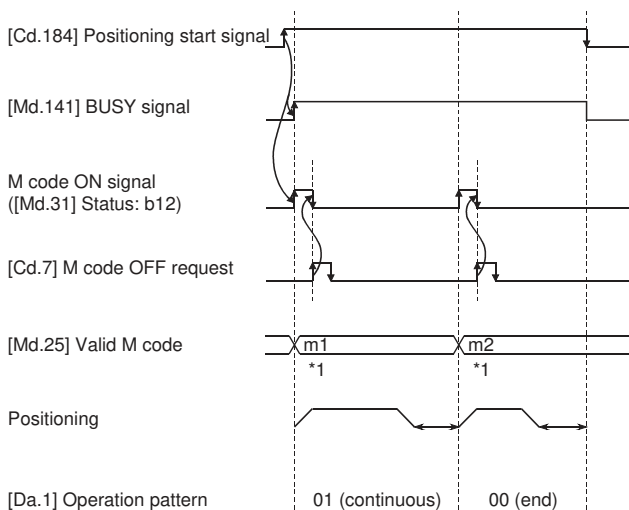 [Cd.184] Positioning start signal
[Md.141] BUSY signal
M code ON signal
([Md.31] Status: b12)
[Cd.7] M code OFF request
[Md.25] Valid M code
m1
m2
*1
*1
Positioning
[Da.1] Operation pattern
01 (continuous)
00 (end)